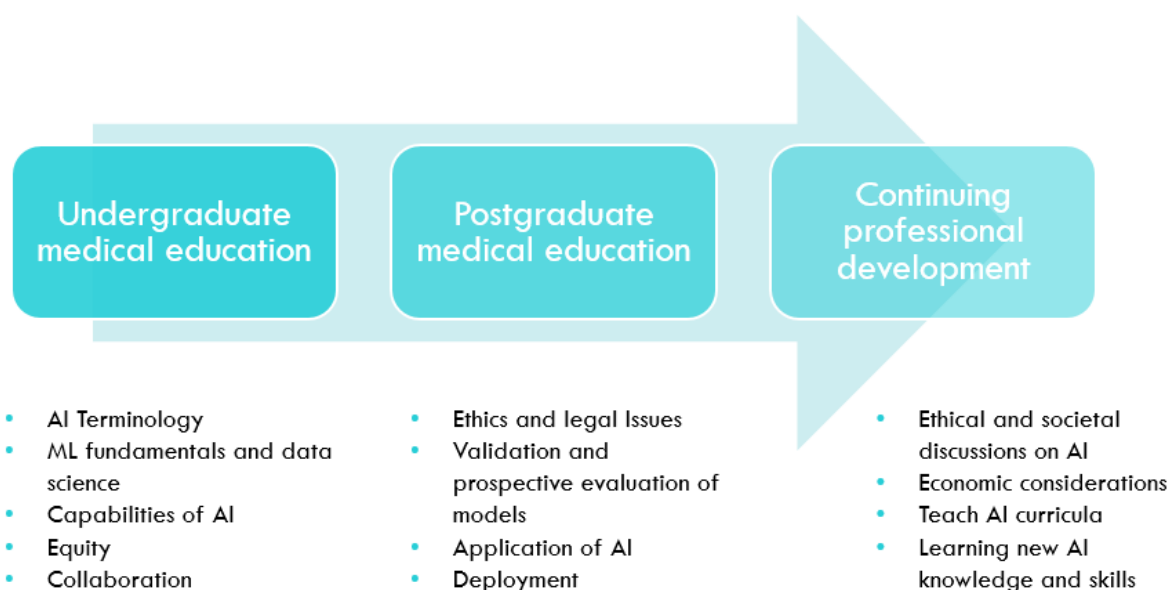 Undergraduate
medical education
Postgraduate
medical education
Continuing
professional
development
• AI Terminology
• ML fundamentals and data
science
• Capabilities of AI
• Equity
• Collaboration
• Ethics and legal Issues
• Validation and
prospective evaluation of
models
• Application of AI
• Deployment
• Ethical and societal
discussions on AI
• Economic considerations
• Teach AI curricula
• Learning new AI
knowledge and skills